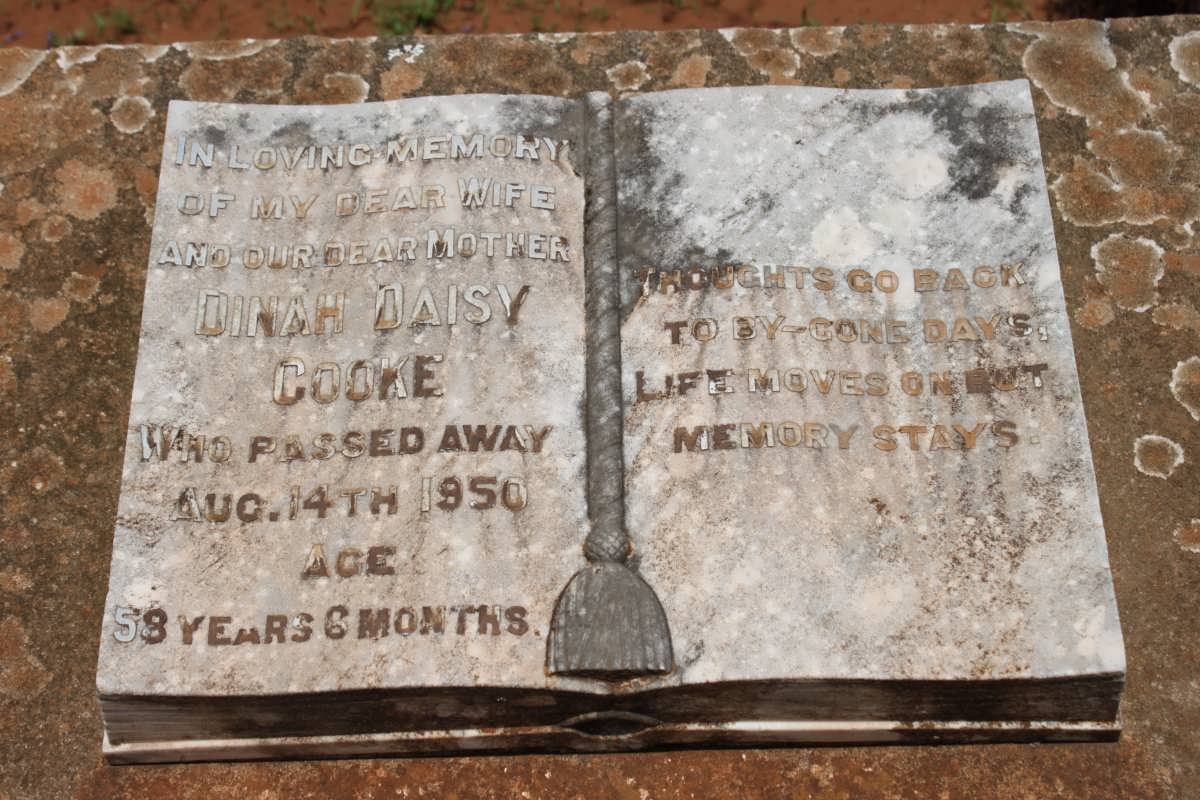 IN LOVING MEMORY
OF MY DEAR WIFE
AND OUR DEAR MOTHER
DINAH DAISY
COOKE
WHO PASSED AWAY
AUG. 14TH 1950
AGE
58 YEARS 6 MONTHS.
THOUGHTS GO BACK
TO BY-GONE DAYS,
LIFE MOVES ON BUT
MEMORY STAYS.